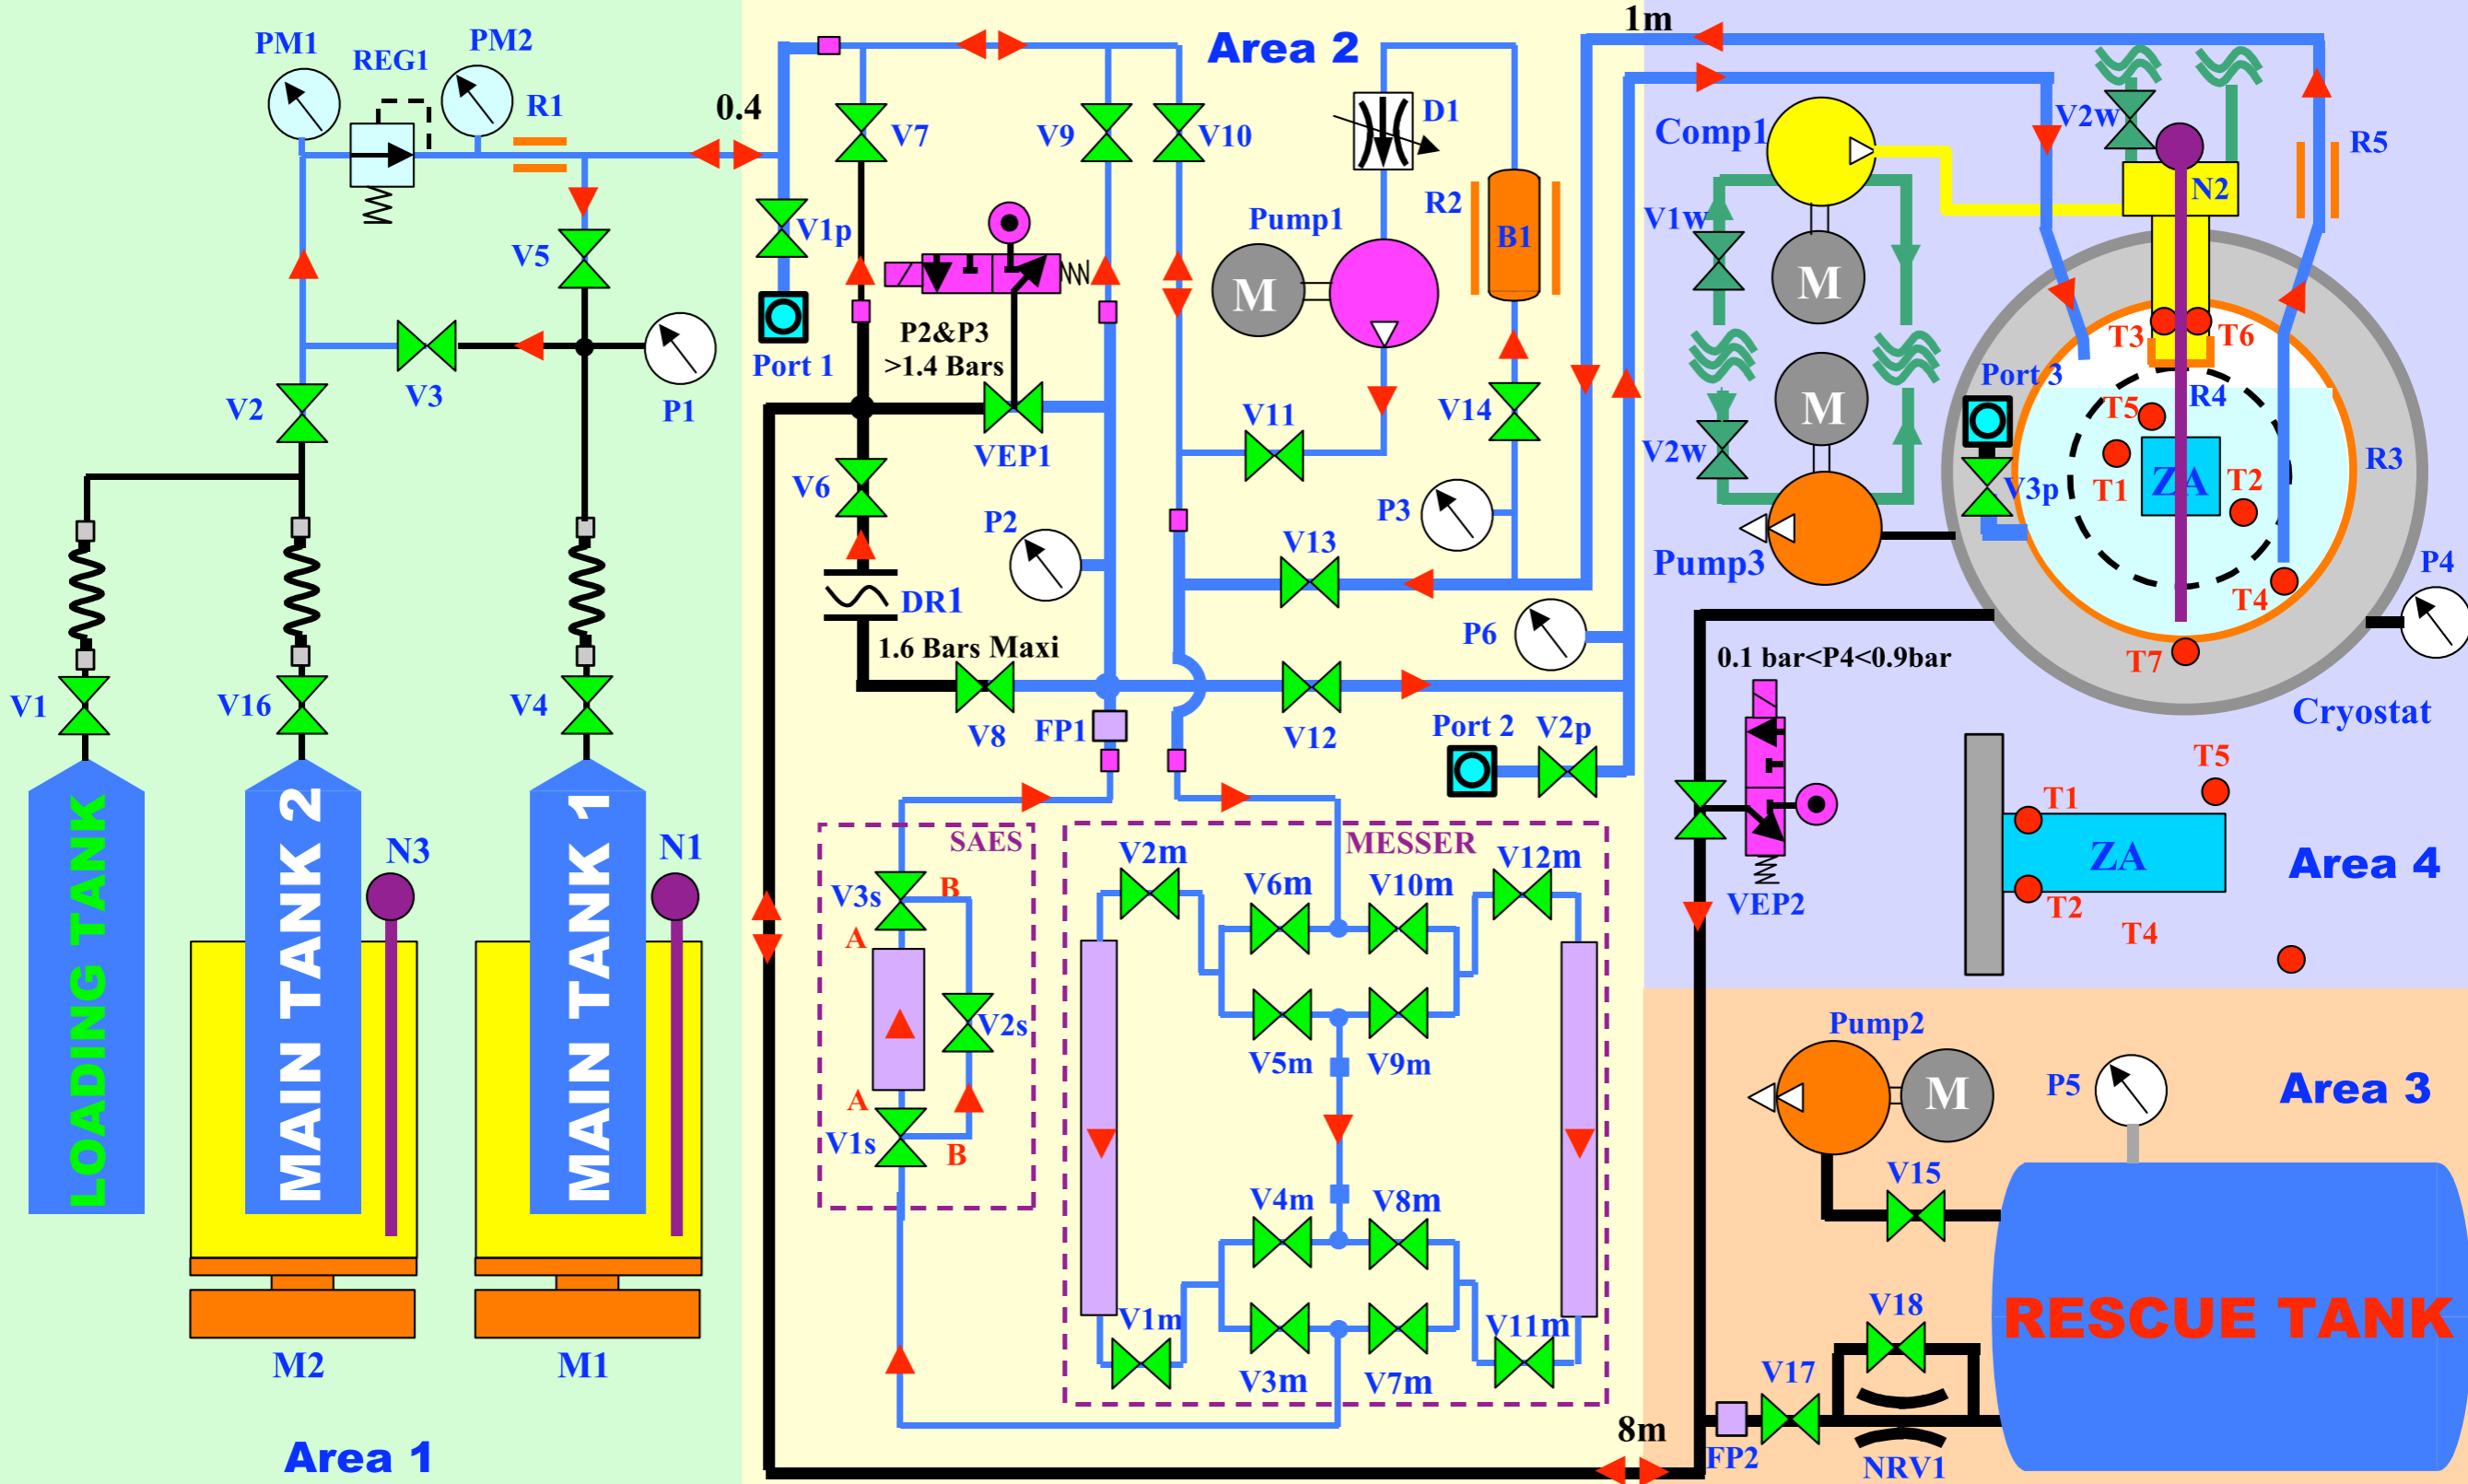 1m
PM1
REG1
PM2
R1
0.4
Area 2
V7
V9
V10
D1
V2w
Comp1
R5
V1p
V5
R2
Pump1
B1
V1w
N2
M
M
T3
T6
P2&P3
>1.4 Bars
Port 1
Port 3
V2
V3
P1
VEP1
V11
V14
M
T5
R4
V6
V2w
ZA
T1
T2
R3
V3p
P2
P3
V13
Pump3
P4
DR1
T4
1.6 Bars Maxi
P6
0.1 bar<P4<0.9bar
T7
V1
V16
V4
V8
FP1
V12
Port 2
V2p
Cryostat
T5
T1
ZA
T2
T4
VEP2
Area 4
SAES
MESSER
LOADING TANK
MAIN TANK 2
N3
MAIN TANK 1
N1
V3s
B
A
V2m
V6m
V10m
V12m
V2s
V5m
V9m
A
V1s
B
V4m
V8m
V1m
V11m
V3m
V7m
Pump2
M
P5
Area 3
V15
V18
RESCUE TANK
V17
M2
M1
Area 1
8m
FP2
NRV1